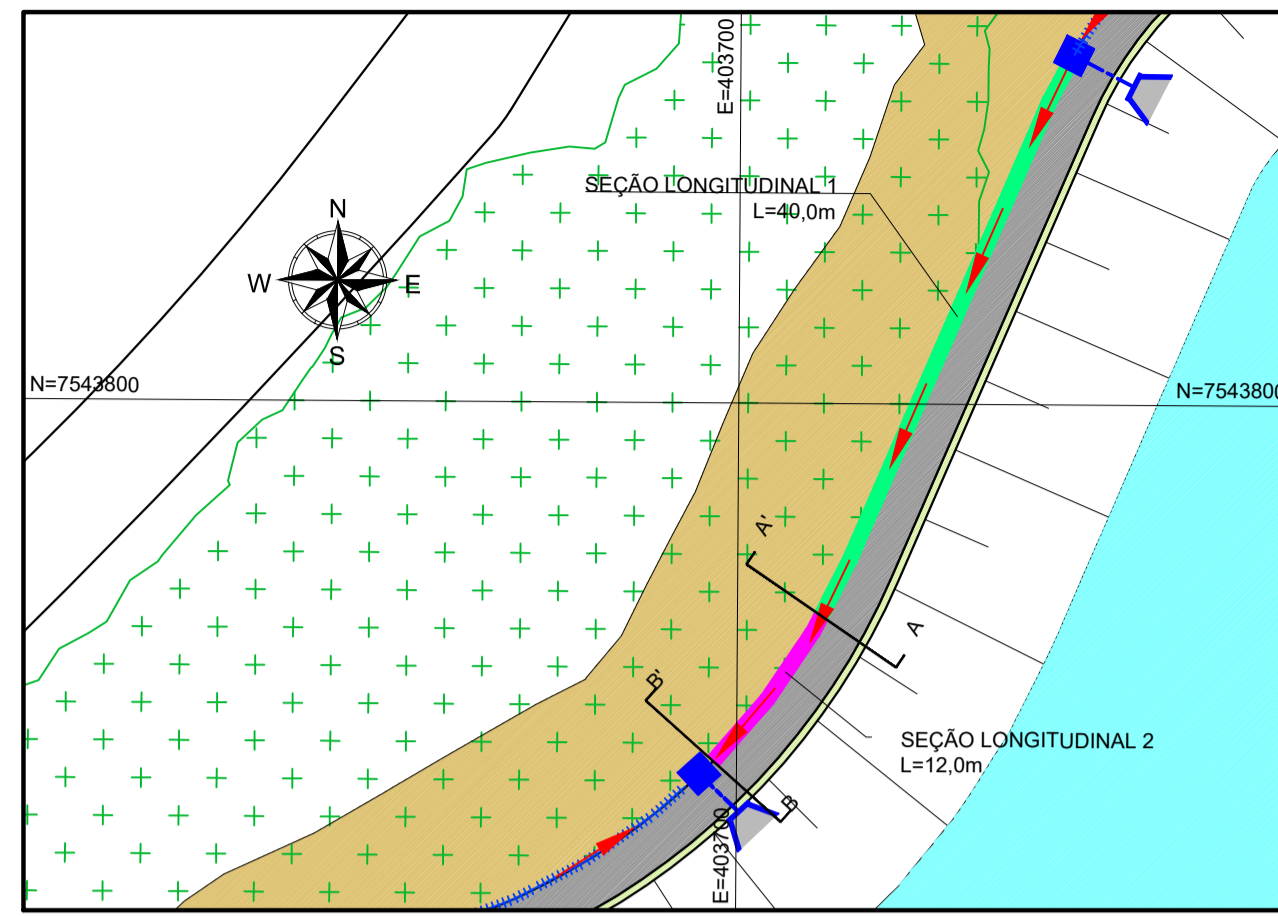 E=403700
SEÇÃO LONGITUDINAL 1
L=40,0m
N
W
E
S
N=7543800
N=7543800
A'
A
B'
SEÇÃO LONGITUDINAL 2
L=12,0m
B
E=403700